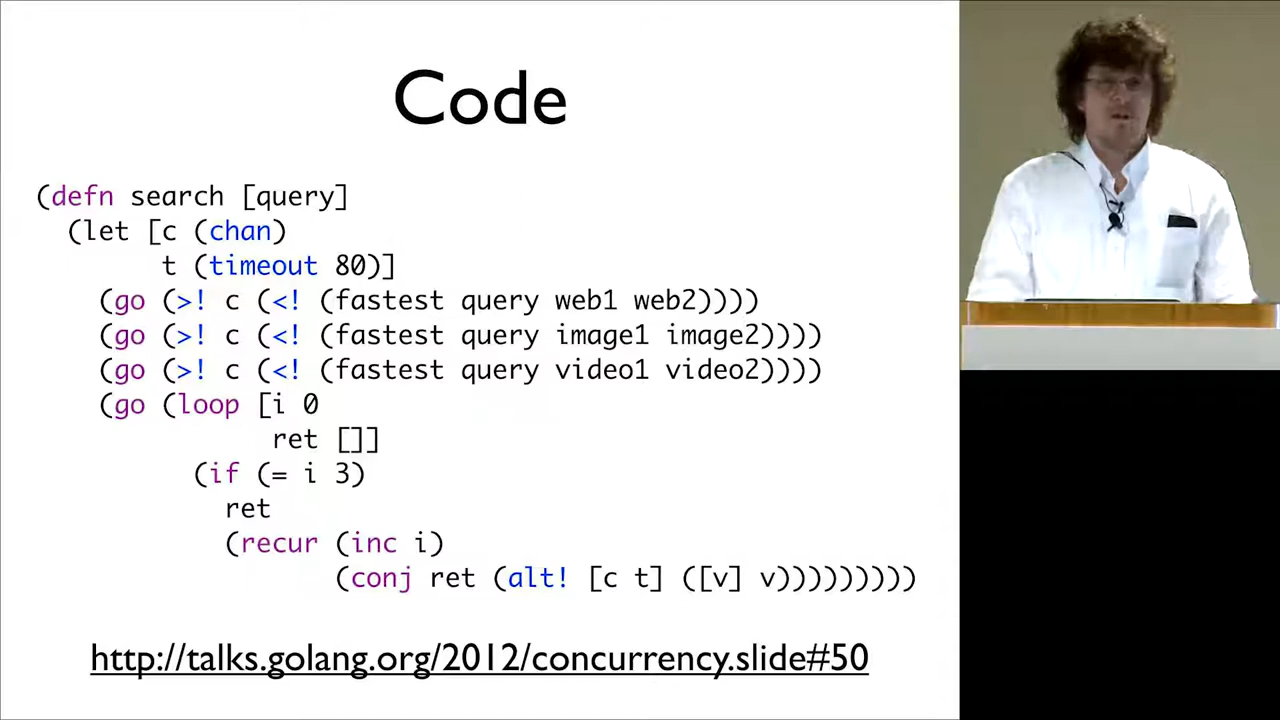 Code
(defn search [query]
(let [c (chan)
t (timeout 80)]
(go (>! c (<! (fastest query web1 web2))))
(go (>! c (<! (fastest query image1 image2))))
(go (>! c (<! (fastest query video1 video2))))
(go (loop [i 0
ret []]
(if (= i 3)
ret
(recur (inc i)
(conj ret (alt! [c t] ([v] v)))))))))
http://talks.golang.org/2012/concurrency.slide#50